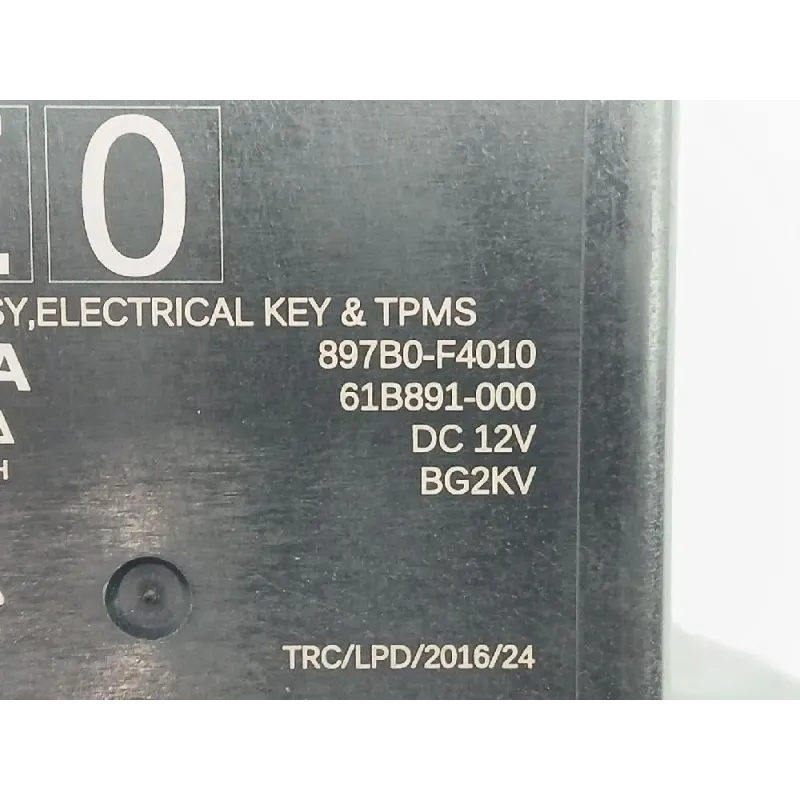 0
SY,ELECTRICAL KEY & TPMS
A 897B0-F4010
A 61B891-000
DC 12V
H BG2KV
TRC/LPD/2016/24